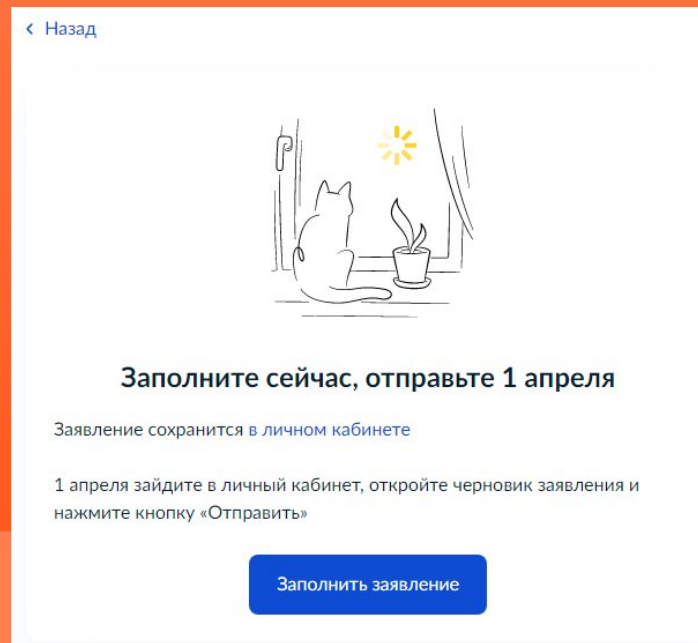 Назад
Заполните сейчас, отправьте 1 апреля
Заявление сохранится в личном кабинете
1 апреля зайдите в личный кабинет, откройте черновик заявления и
нажмите кнопку «Отправить»
Заполнить заявление